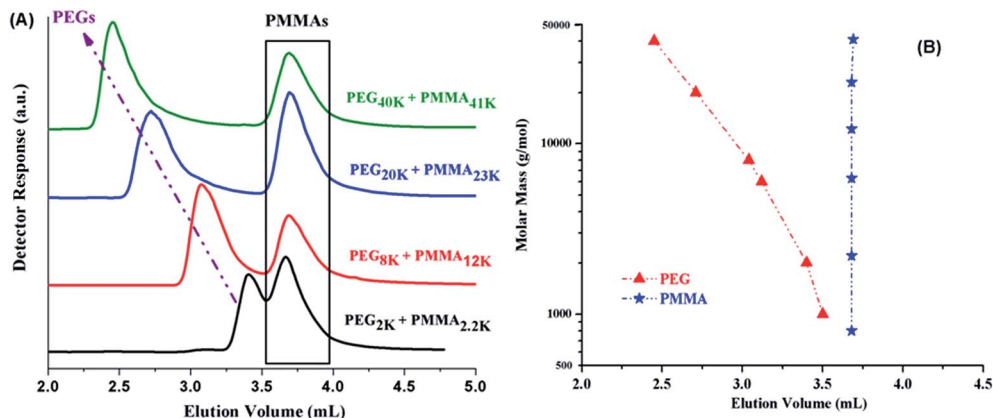 (A)
PEGs
PMMAs
PEG40K + PMMA41K
PEG20K + PMMA23K
PEG8K + PMMA12K
PEG2K + PMMA2.2K
Detector Response (a.u.)
2.0 2.5 3.0 3.5 4.0 4.5 5.0
Elution Volume (mL)
(B)
50000
10000
1000
500
Molar Mass (g/mol)
PEG
PMMA
2.0 2.5 3.0 3.5 4.0 4.5
Elution Volume (mL)